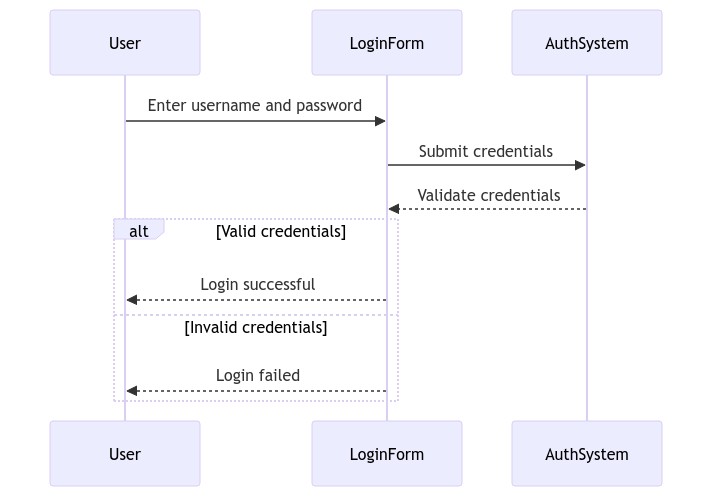 User
LoginForm
AuthSystem
Enter username and password
Submit credentials
Validate credentials
alt
[Valid credentials]
Login successful
[Invalid credentials]
Login failed
User
LoginForm
AuthSystem